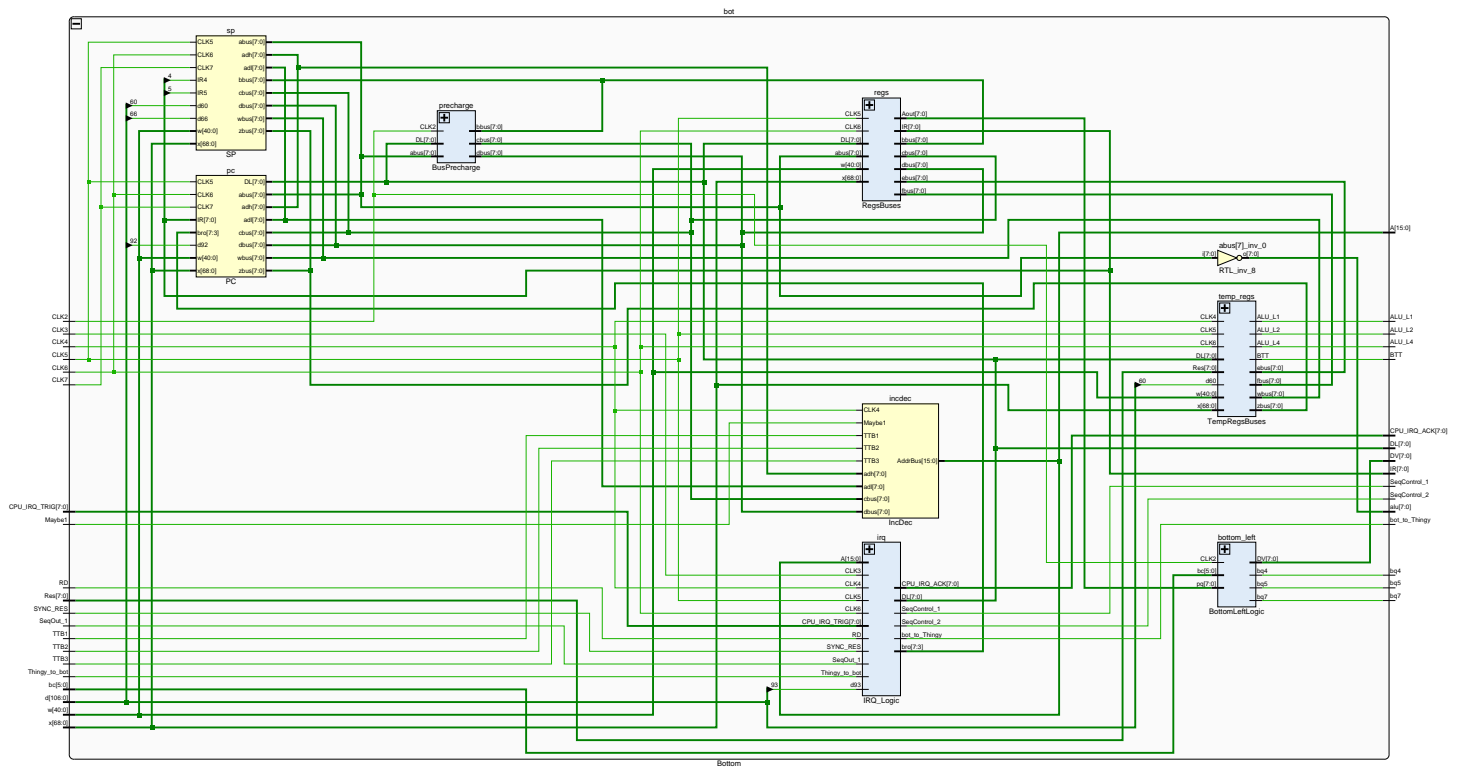 bot
sp
CLK5 abus[7:0]
CLK6 adh[7:0]
CLK7 adl[7:0]
4 IR4 bbus[7:0]
5 IR5 cbus[7:0]
60 d60 dbus[7:0]
66 d66 wbus[7:0]
w[40:0] zbus[7:0]
x[68:0]
SP
precharge
CLK2 bbus[7:0]
DL[7:0] cbus[7:0]
abus[7:0] dbus[7:0]
BusPrecharge
regs
CLK5 Aout[7:0]
CLK6 IR[7:0]
DL[7:0] bbus[7:0]
abus[7:0] cbus[7:0]
w[40:0] dbus[7:0]
x[68:0] ebus[7:0]
fbus[7:0]
RegsBuses
pc
CLK5 DL[7:0]
CLK6 abus[7:0]
CLK7 adh[7:0]
IR[7:0] adl[7:0]
bro[7:3] cbus[7:0]
92 d92 dbus[7:0]
w[40:0] wbus[7:0]
x[68:0] zbus[7:0]
PC
A[15:0]
abus[7]_inv_0
i[7:0] o[7:0]
RTL_inv_8
temp_regs
CLK4 ALU_L1
CLK5 ALU_L2
CLK6 ALU_L4
DL[7:0] BTT
Res[7:0] ebus[7:0]
60 d60 fbus[7:0]
w[40:0] wbus[7:0]
x[68:0] zbus[7:0]
TempRegsBuses
CLK2
CLK3
CLK4
CLK5
CLK6
CLK7
ALU_L1
ALU_L2
ALU_L4
BTT
incdec
CLK4
Maybe1
TTB1
TTB2
TTB3 AddrBus[15:0]
adh[7:0]
adl[7:0]
cbus[7:0]
dbus[7:0]
IncDec
CPU_IRQ_ACK[7:0]
DL[7:0]
DV[7:0]
IR[7:0]
SeqControl_1
SeqControl_2
alu[7:0]
bot_to_Thingy
CPU_IRQ_TRIG[7:0]
Maybe1
irq
A[15:0]
CLK3
CLK4 CPU_IRQ_ACK[7:0]
CLK5 DL[7:0]
CLK6 SeqControl_1
CPU_IRQ_TRIG[7:0] SeqControl_2
RD bot_to_Thingy
SYNC_RES bro[7:3]
SeqOut_1
Thingy_to_bot
93 d93
IRQ_Logic
bottom_left
CLK2 DV[7:0]
bc[5:0] bq4
pq[7:0] bq5
bq7
BottomLeftLogic
bq4
bq5
bq7
RD
Res[7:0]
SYNC_RES
SeqOut_1
TTB1
TTB2
TTB3
Thingy_to_bot
bc[5:0]
d[106:0]
w[40:0]
x[68:0]
Bottom